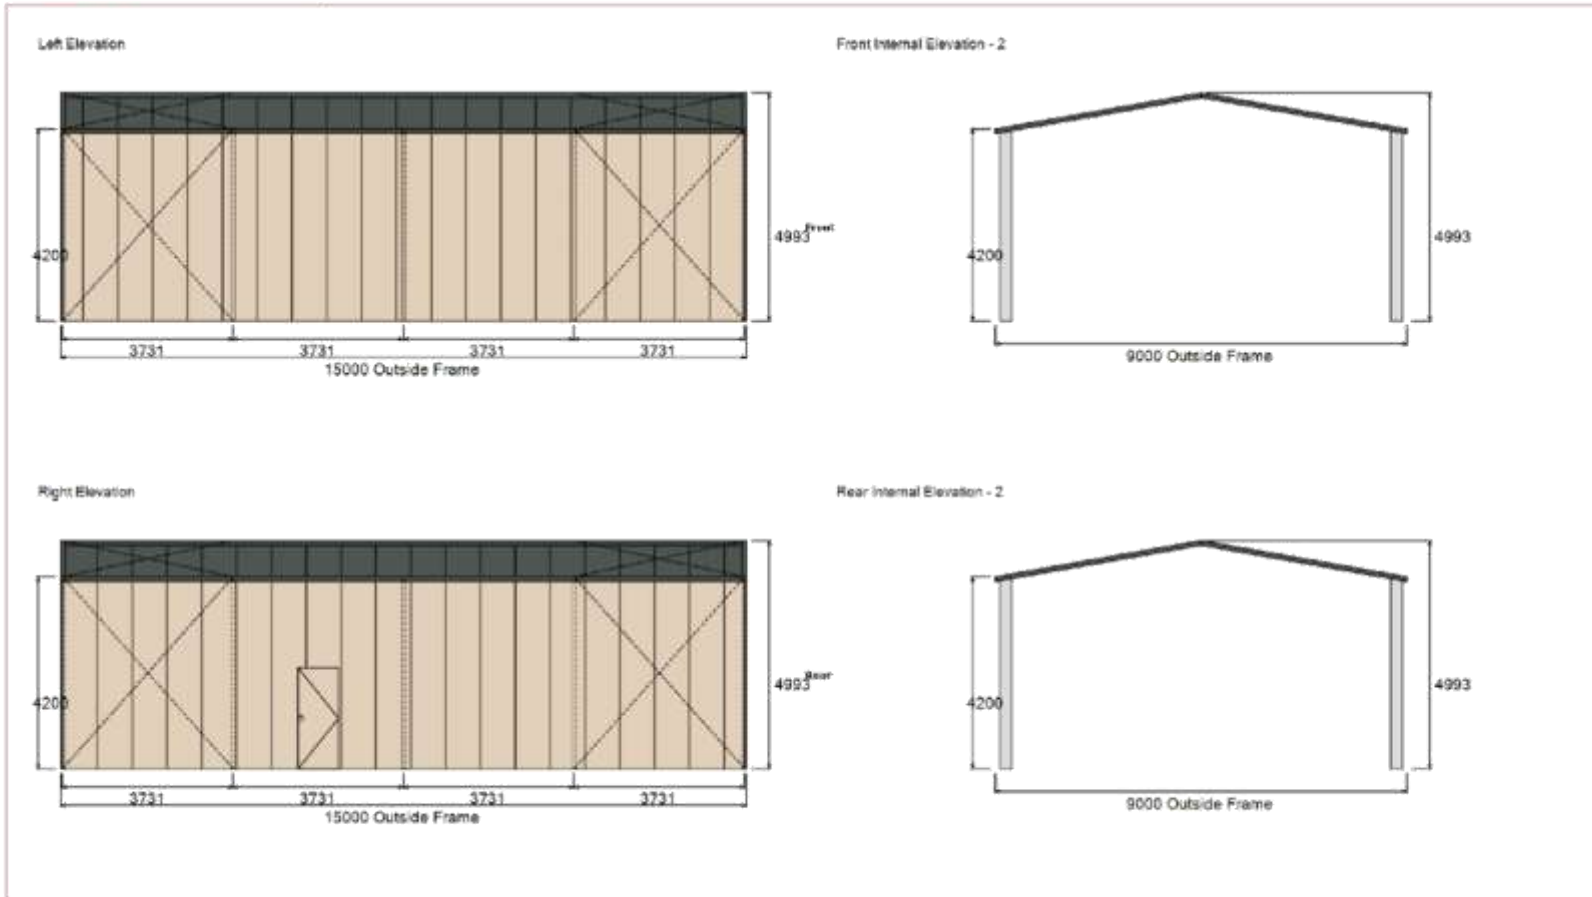 Left Elevation
Front Internal Elevation - 2
4200
4993
Front
3731 3731 3731 3731
15000 Outside Frame
4200
4993
9000 Outside Frame
Right Elevation
Rear Internal Elevation - 2
4200
4993
Rear
3731 3731 3731 3731
15000 Outside Frame
4200
4993
9000 Outside Frame